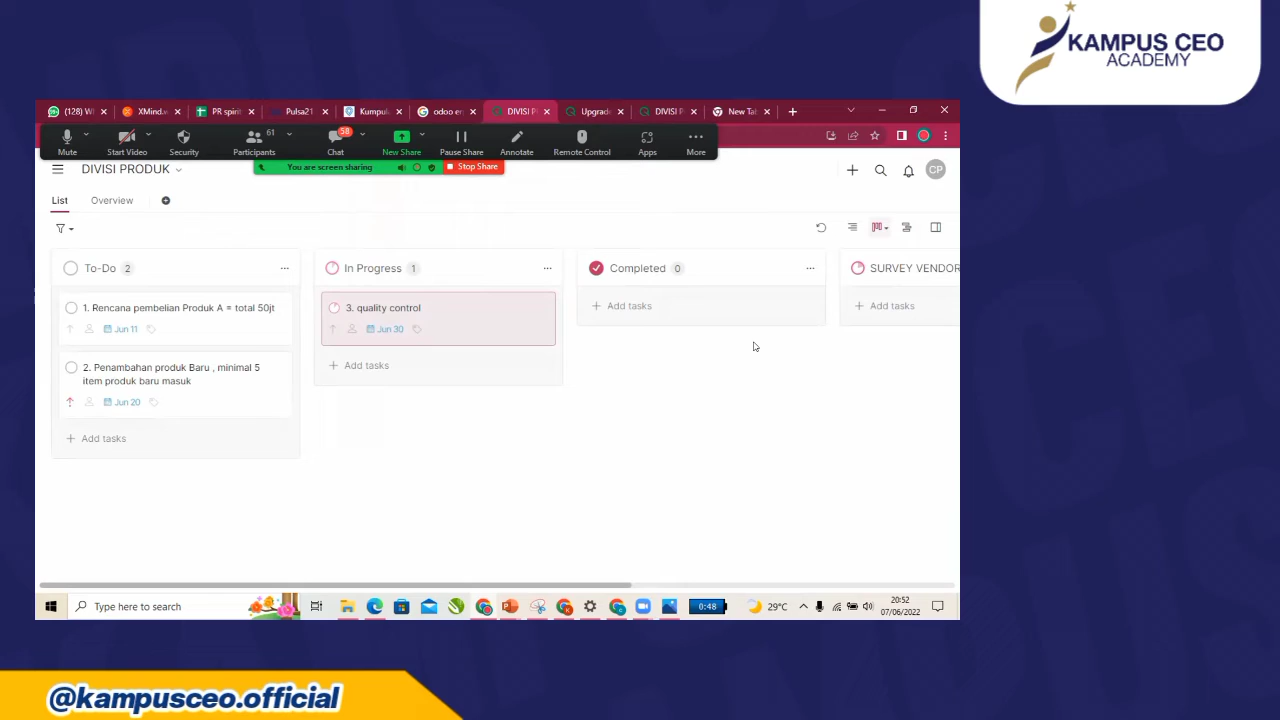 KAMPUS CEO
ACADEMY
(128) W
XMind.w
PR spirit
Pulsa21
Kumpula
odoo er
DIVISI P
Upgrade
DIVISI P
New Tab
61
58
Mute
Start Video
Security
Participants
Chat
New Share
Pause Share
Annotate
Remote Control
Apps
More
You are screen sharing
Stop Share
DIVISI PRODUK
CP
List
Overview
To-Do 2
1. Rencana pembelian Produk A = total 50jt
Jun 11
2. Penambahan produk Baru , minimal 5
item produk baru masuk
Jun 20
Add tasks
In Progress 1
3. quality control
Jun 30
Add tasks
Completed 0
Add tasks
SURVEY VENDOR
Add tasks
Type here to search
0:48
29°C
20:52
07/06/2022
@kampusceo.official